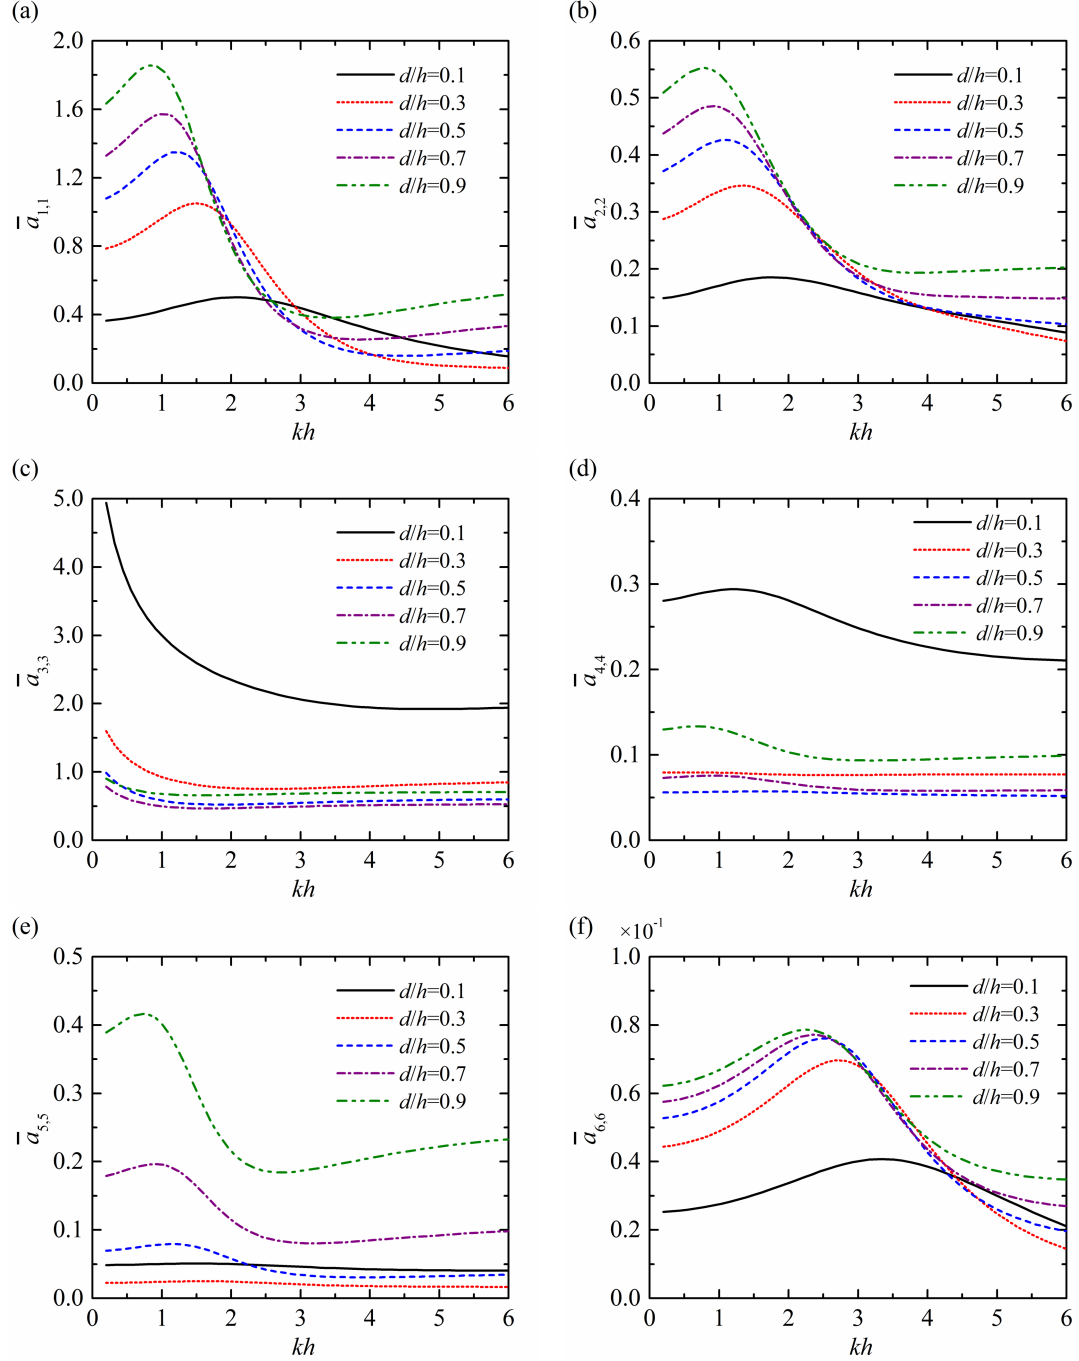 (a)
2.0
1.6
1.2
0.8
0.4
0.0
0 1 2 3 4 5 6
kh
a̅1,1
d/h=0.1
d/h=0.3
d/h=0.5
d/h=0.7
d/h=0.9
(b)
0.6
0.5
0.4
0.3
0.2
0.1
0.0
0 1 2 3 4 5 6
kh
a̅2,2
d/h=0.1
d/h=0.3
d/h=0.5
d/h=0.7
d/h=0.9
(c)
5.0
4.0
3.0
2.0
1.0
0.0
0 1 2 3 4 5 6
kh
a̅3,3
d/h=0.1
d/h=0.3
d/h=0.5
d/h=0.7
d/h=0.9
(d)
0.4
0.3
0.2
0.1
0.0
0 1 2 3 4 5 6
kh
a̅4,4
d/h=0.1
d/h=0.3
d/h=0.5
d/h=0.7
d/h=0.9
(e)
0.5
0.4
0.3
0.2
0.1
0.0
0 1 2 3 4 5 6
kh
a̅5,5
d/h=0.1
d/h=0.3
d/h=0.5
d/h=0.7
d/h=0.9
(f)
×10⁻¹
1.0
0.8
0.6
0.4
0.2
0.0
0 1 2 3 4 5 6
kh
a̅6,6
d/h=0.1
d/h=0.3
d/h=0.5
d/h=0.7
d/h=0.9